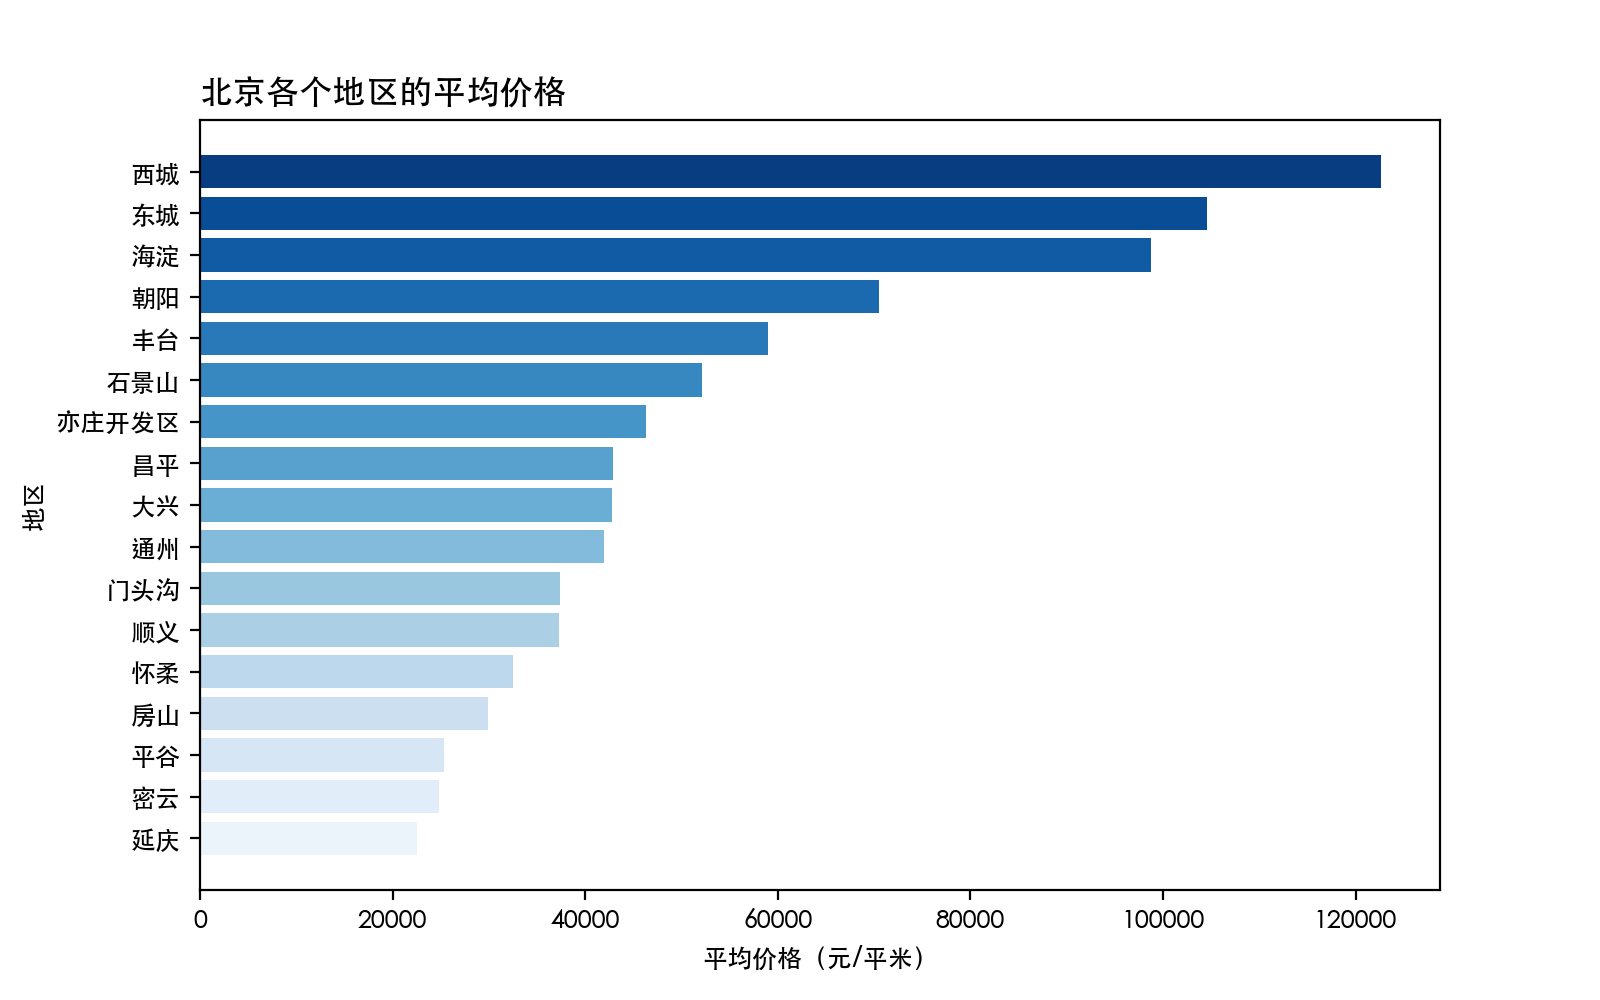 北京各个地区的平均价格
西城
东城
海淀
朝阳
丰台
石景山
亦庄开发区
昌平
大兴
通州
门头沟
顺义
怀柔
房山
平谷
密云
延庆
地区
0 20000 40000 60000 80000 100000 120000
平均价格（元/平米）